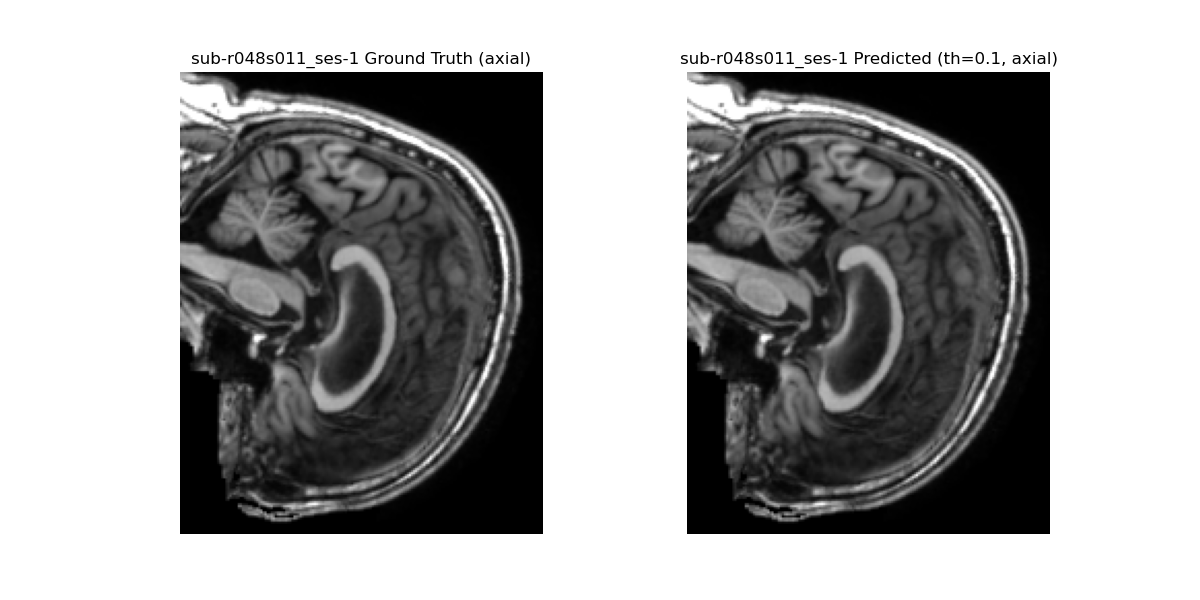 sub-r048s011_ses-1 Ground Truth (axial)
sub-r048s011_ses-1 Predicted (th=0.1, axial)